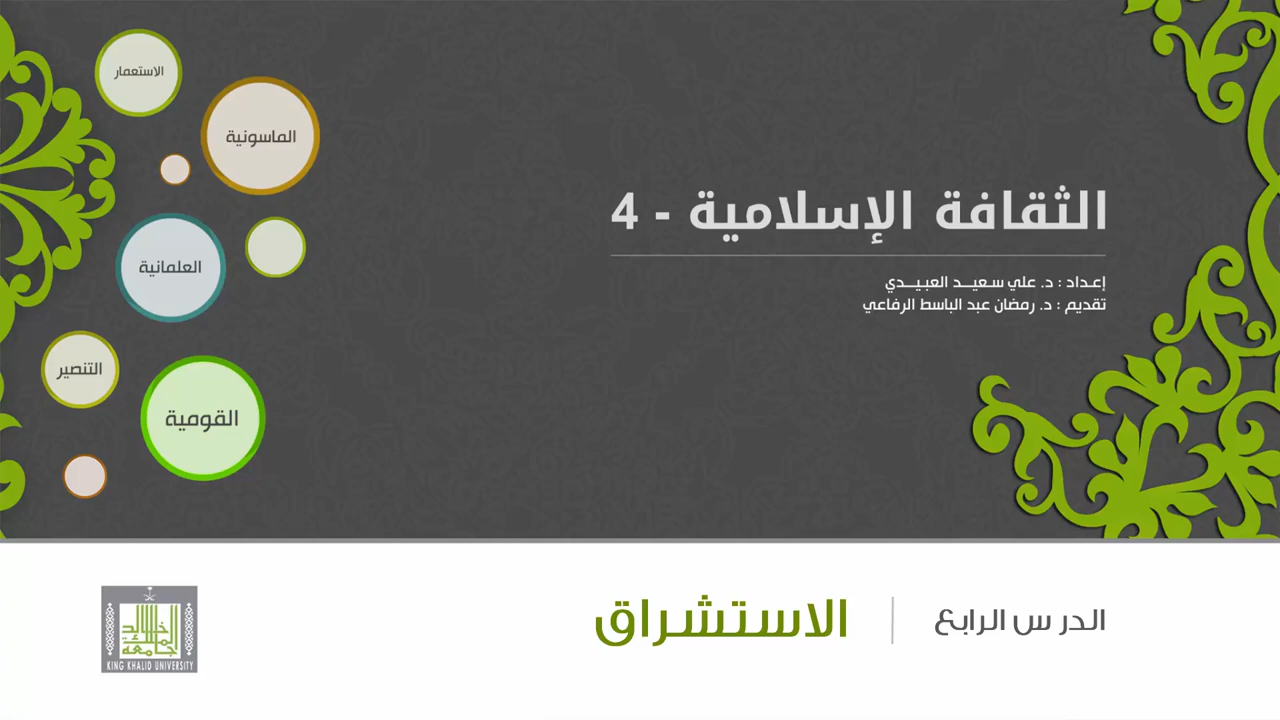 الثقافة الإسلامية - 4
إعداد : د. علي سعيد العبيدي
تقديم : د. رمضان عبد الباسط الرفاعي
الاستعمار
الماسونية
العلمانية
التنصير
القومية
الدرس الرابع
الاستشراق
جامعة الملك خالد
KING KHALID UNIVERSITY